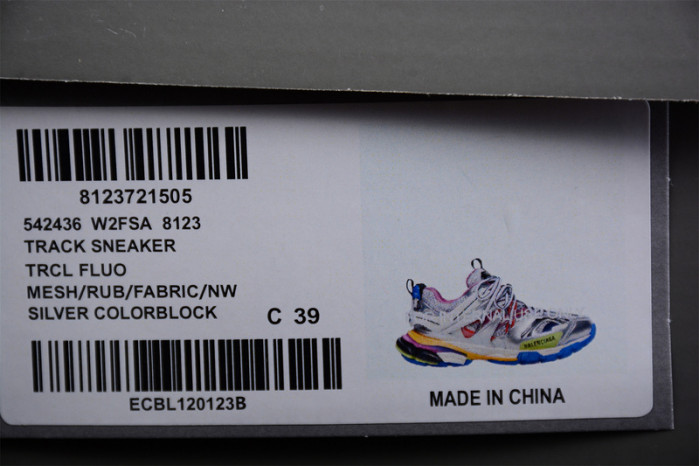 8123721505
542436 W2FSA 8123
TRACK SNEAKER
TRCL FLUO
MESH/RUB/FABRIC/NW
SILVER COLORBLOCK C 39
BALENCIAGA
ECBL120123B
MADE IN CHINA